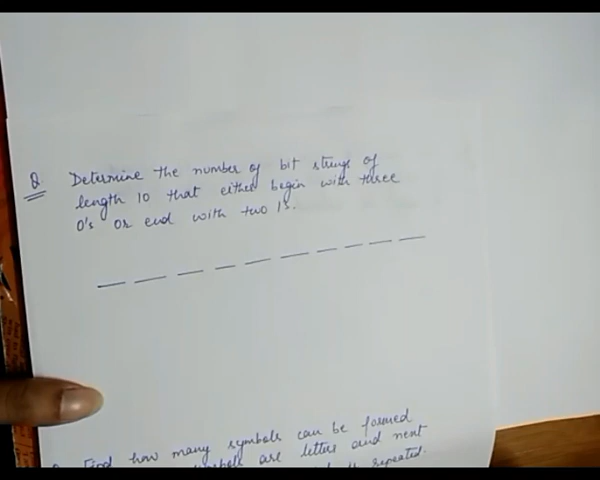 Q. Determine the number of bit strings of
length 10 that either begin with three
0's or end with two 1s.
Find how many symbols can be formed
are letters and next
repeated.